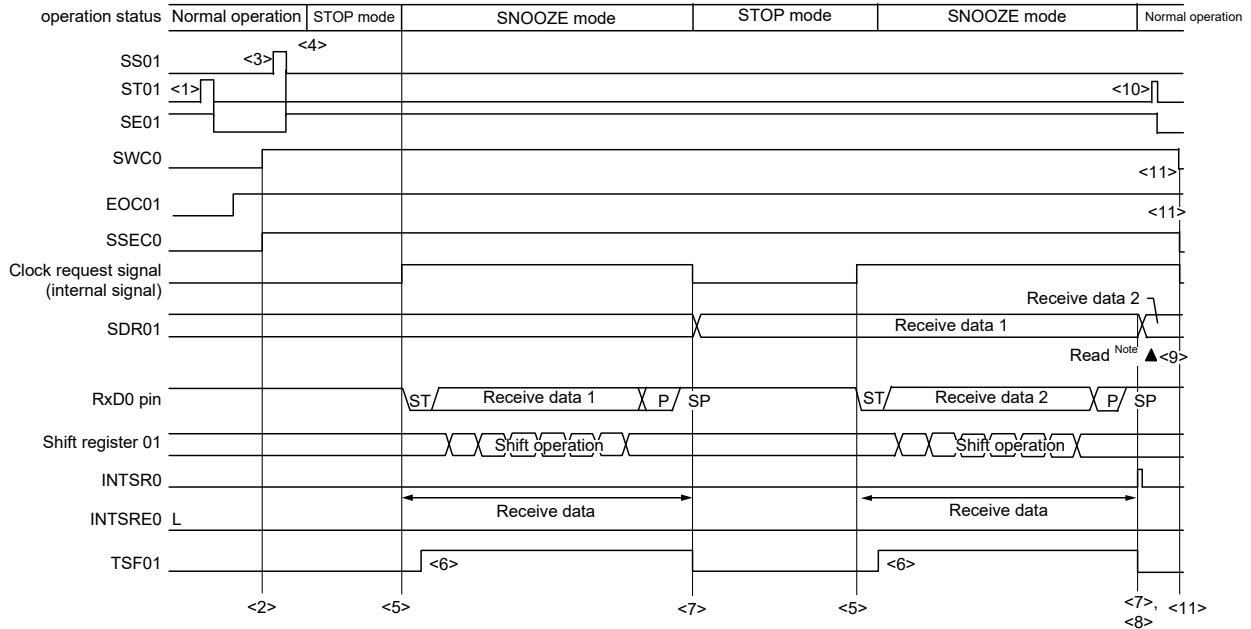 operation status Normal operation STOP mode SNOOZE mode STOP mode SNOOZE mode Normal operation
<4>
SS01 <3>
ST01 <1> <10>
SE01
SWC0
<11>
EOC01
<11>
SSEC0
Clock request signal
(internal signal)
Receive data 2
SDR01 Receive data 1
Read Note ▲<9>
RxD0 pin ST Receive data 1 P SP ST Receive data 2 P SP
Shift register 01 Shift operation Shift operation
INTSR0
Receive data Receive data
INTSRE0 L
TSF01 <6> <6>
<2> <5> <7> <5> <7>, <11>
<8>